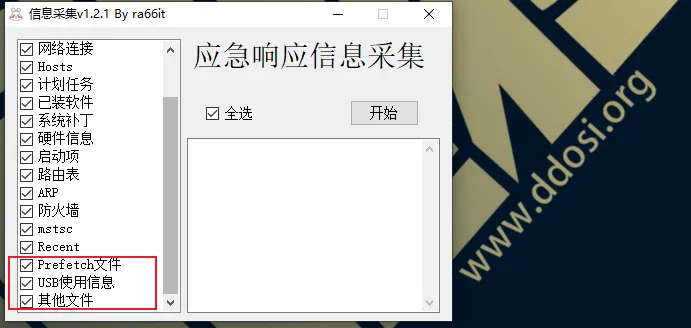 信息采集v1.2.1 By ra66it
网络连接
Hosts
计划任务
已装软件
系统补丁
硬件信息
启动项
路由表
ARP
防火墙
mstsc
Recent
Prefetch文件
USB使用信息
其他文件
应急响应信息采集
全选
开始
www.ddosi.org